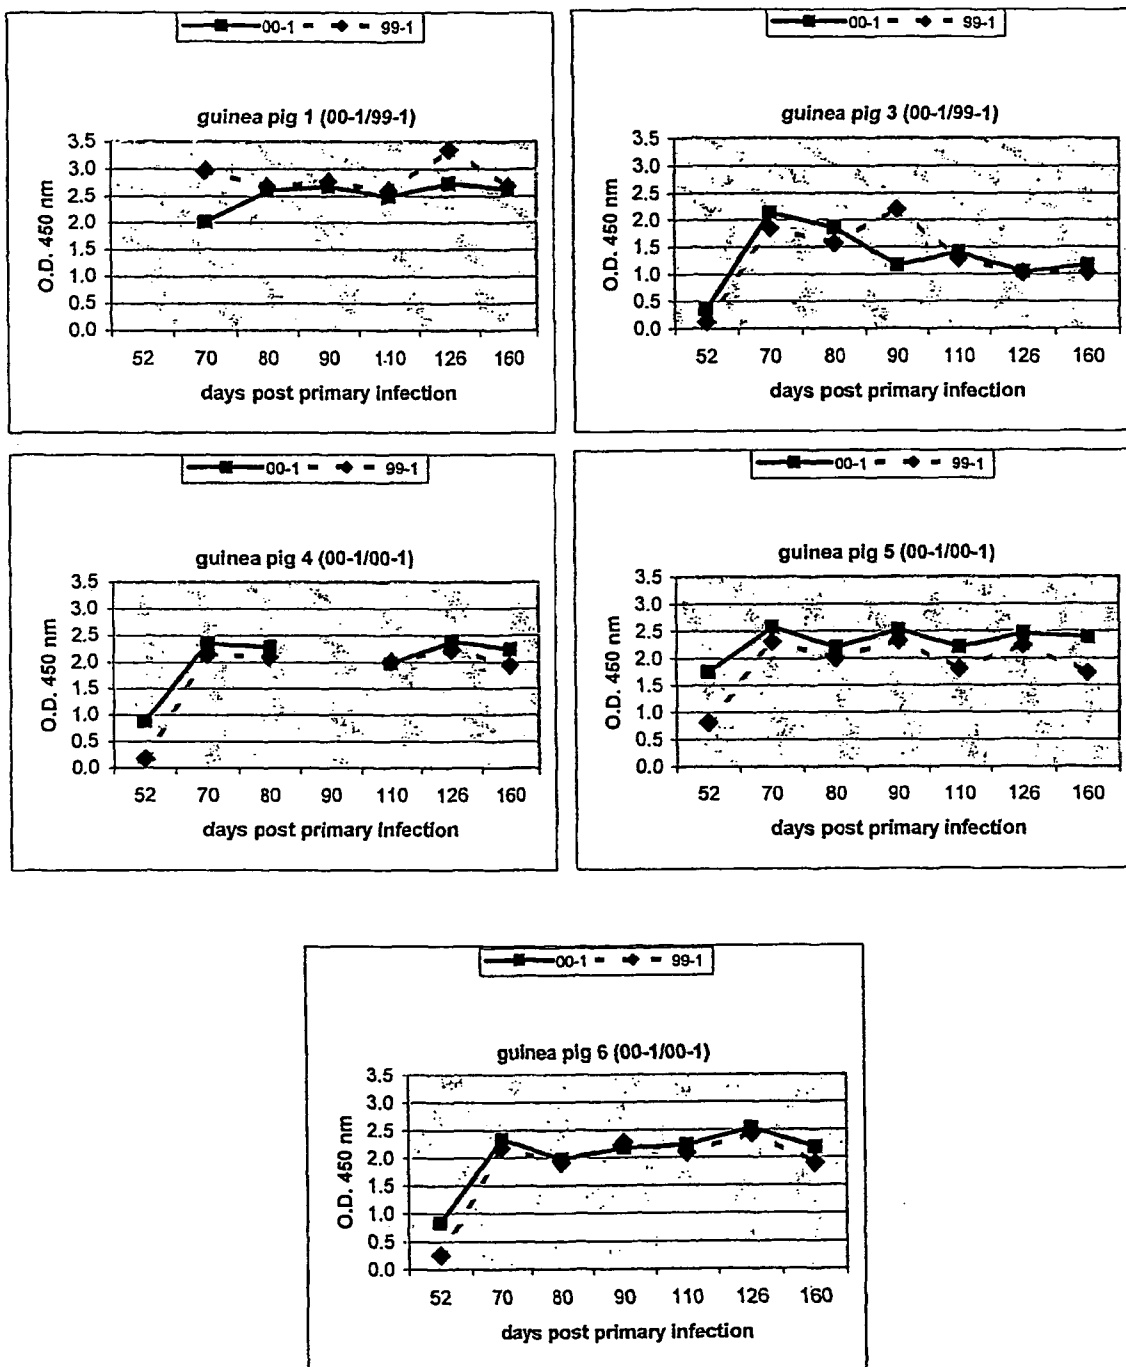 00-1 99-1
guinea pig 1 (00-1/99-1)
O.D. 450 nm
3.5
3.0
2.5
2.0
1.5
1.0
0.5
0.0
52 70 80 90 110 126 160
days post primary infection
00-1 99-1
guinea pig 3 (00-1/99-1)
O.D. 450 nm
3.5
3.0
2.5
2.0
1.5
1.0
0.5
0.0
52 70 80 90 110 126 160
days post primary infection
00-1 99-1
guinea pig 4 (00-1/00-1)
O.D. 450 nm
3.5
3.0
2.5
2.0
1.5
1.0
0.5
0.0
52 70 80 90 110 126 160
days post primary infection
00-1 99-1
guinea pig 5 (00-1/00-1)
O.D. 450 nm
3.5
3.0
2.5
2.0
1.5
1.0
0.5
0.0
52 70 80 90 110 126 160
days post primary infection
00-1 99-1
guinea pig 6 (00-1/00-1)
O.D. 450 nm
3.5
3.0
2.5
2.0
1.5
1.0
0.5
0.0
52 70 80 90 110 126 160
days post primary infection